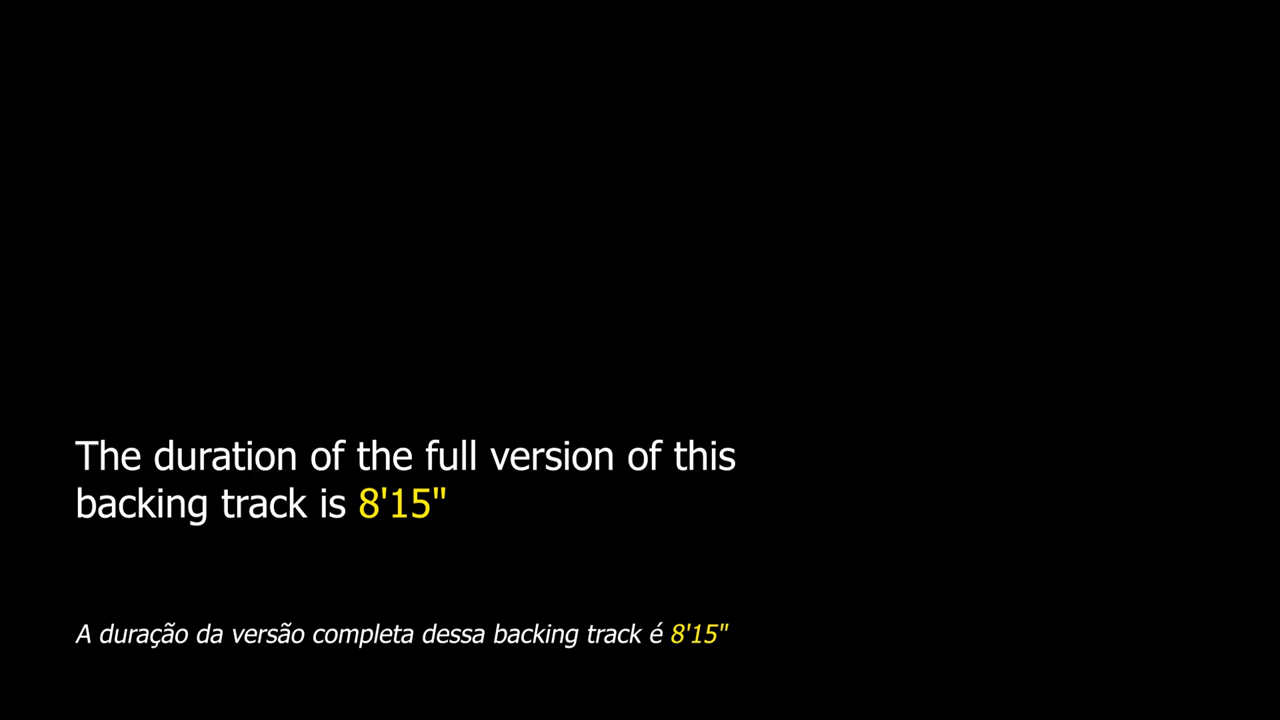 The duration of the full version of this
backing track is 8'15"
A duração da versão completa dessa backing track é 8'15"